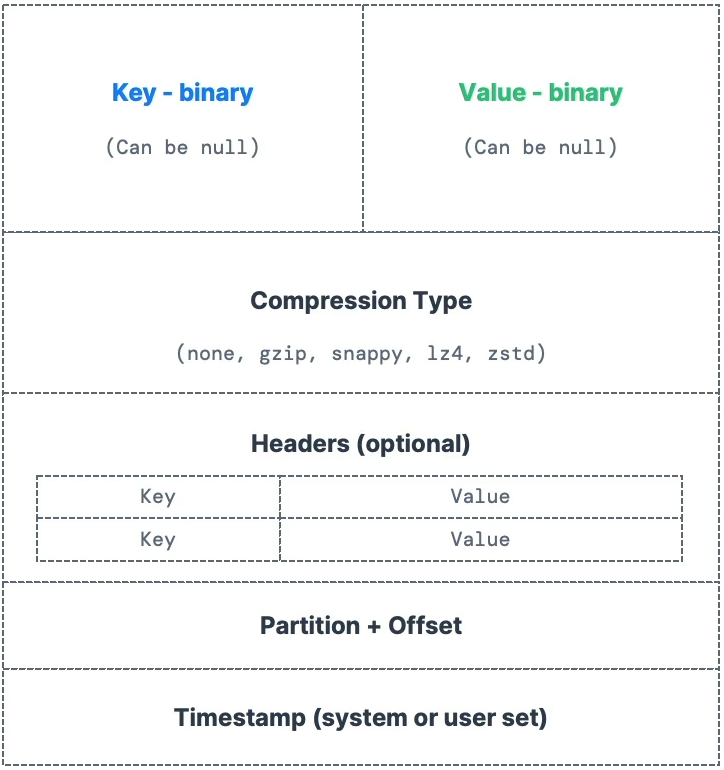 Key - binary
Value - binary
(Can be null)
(Can be null)
Compression Type
(none, gzip, snappy, lz4, zstd)
Headers (optional)
Key
Value
Key
Value
Partition + Offset
Timestamp (system or user set)